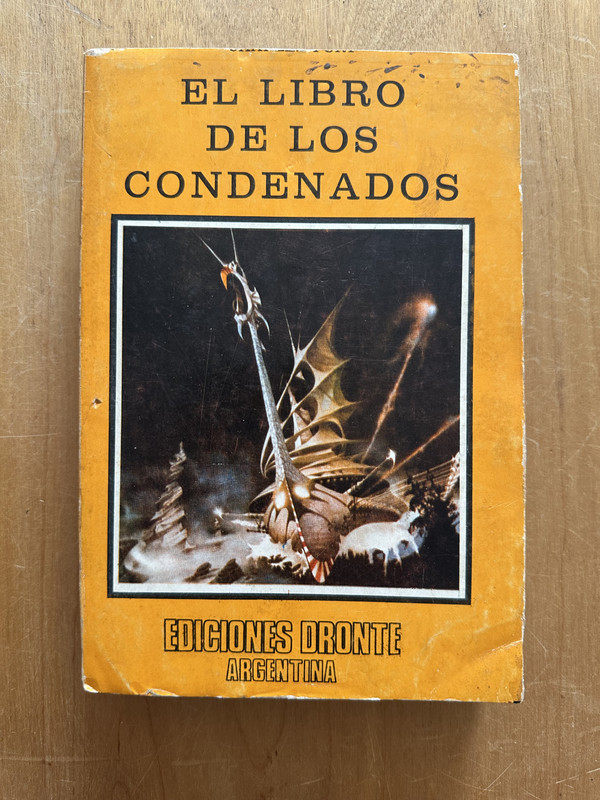 EL LIBRO
DE LOS
CONDENADOS
EDICIONES DRONTE
ARGENTINA